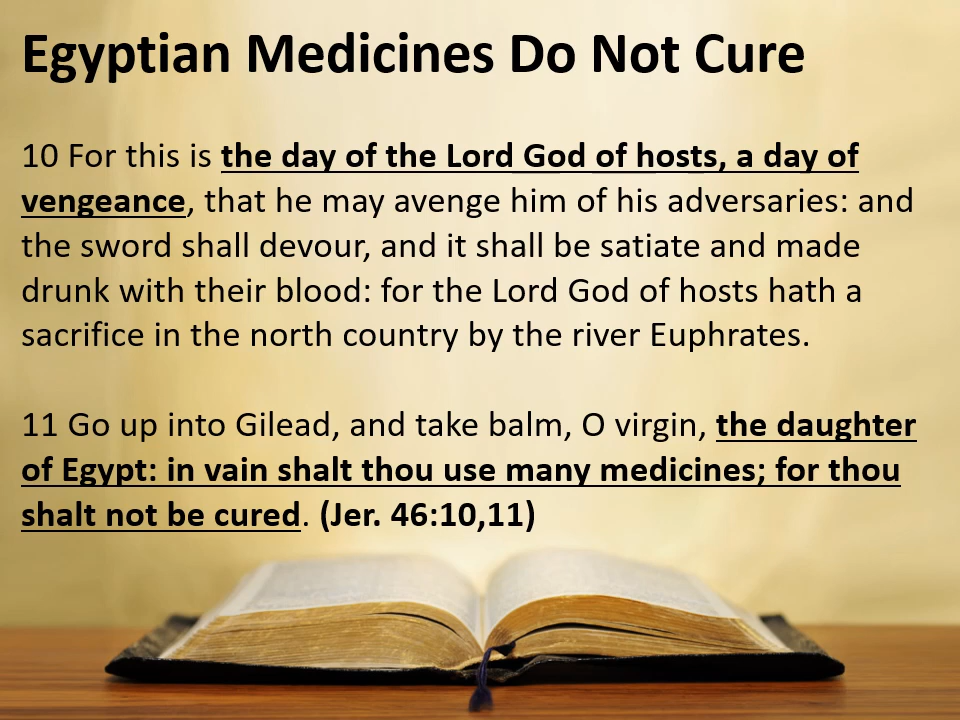 Egyptian Medicines Do Not Cure
10 For this is the day of the Lord God of hosts, a day of
vengeance, that he may avenge him of his adversaries: and
the sword shall devour, and it shall be satiate and made
drunk with their blood: for the Lord God of hosts hath a
sacrifice in the north country by the river Euphrates.
11 Go up into Gilead, and take balm, O virgin, the daughter
of Egypt: in vain shalt thou use many medicines; for thou
shalt not be cured. (Jer. 46:10,11)